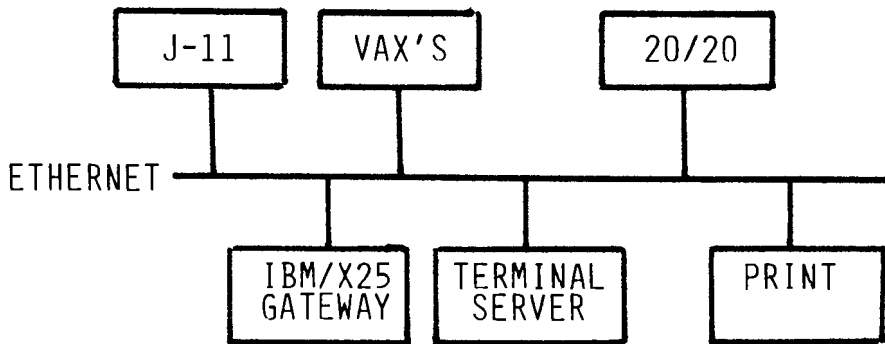 J-11
VAX'S
20/20
ETHERNET
IBM/X25
GATEWAY
TERMINAL
SERVER
PRINT